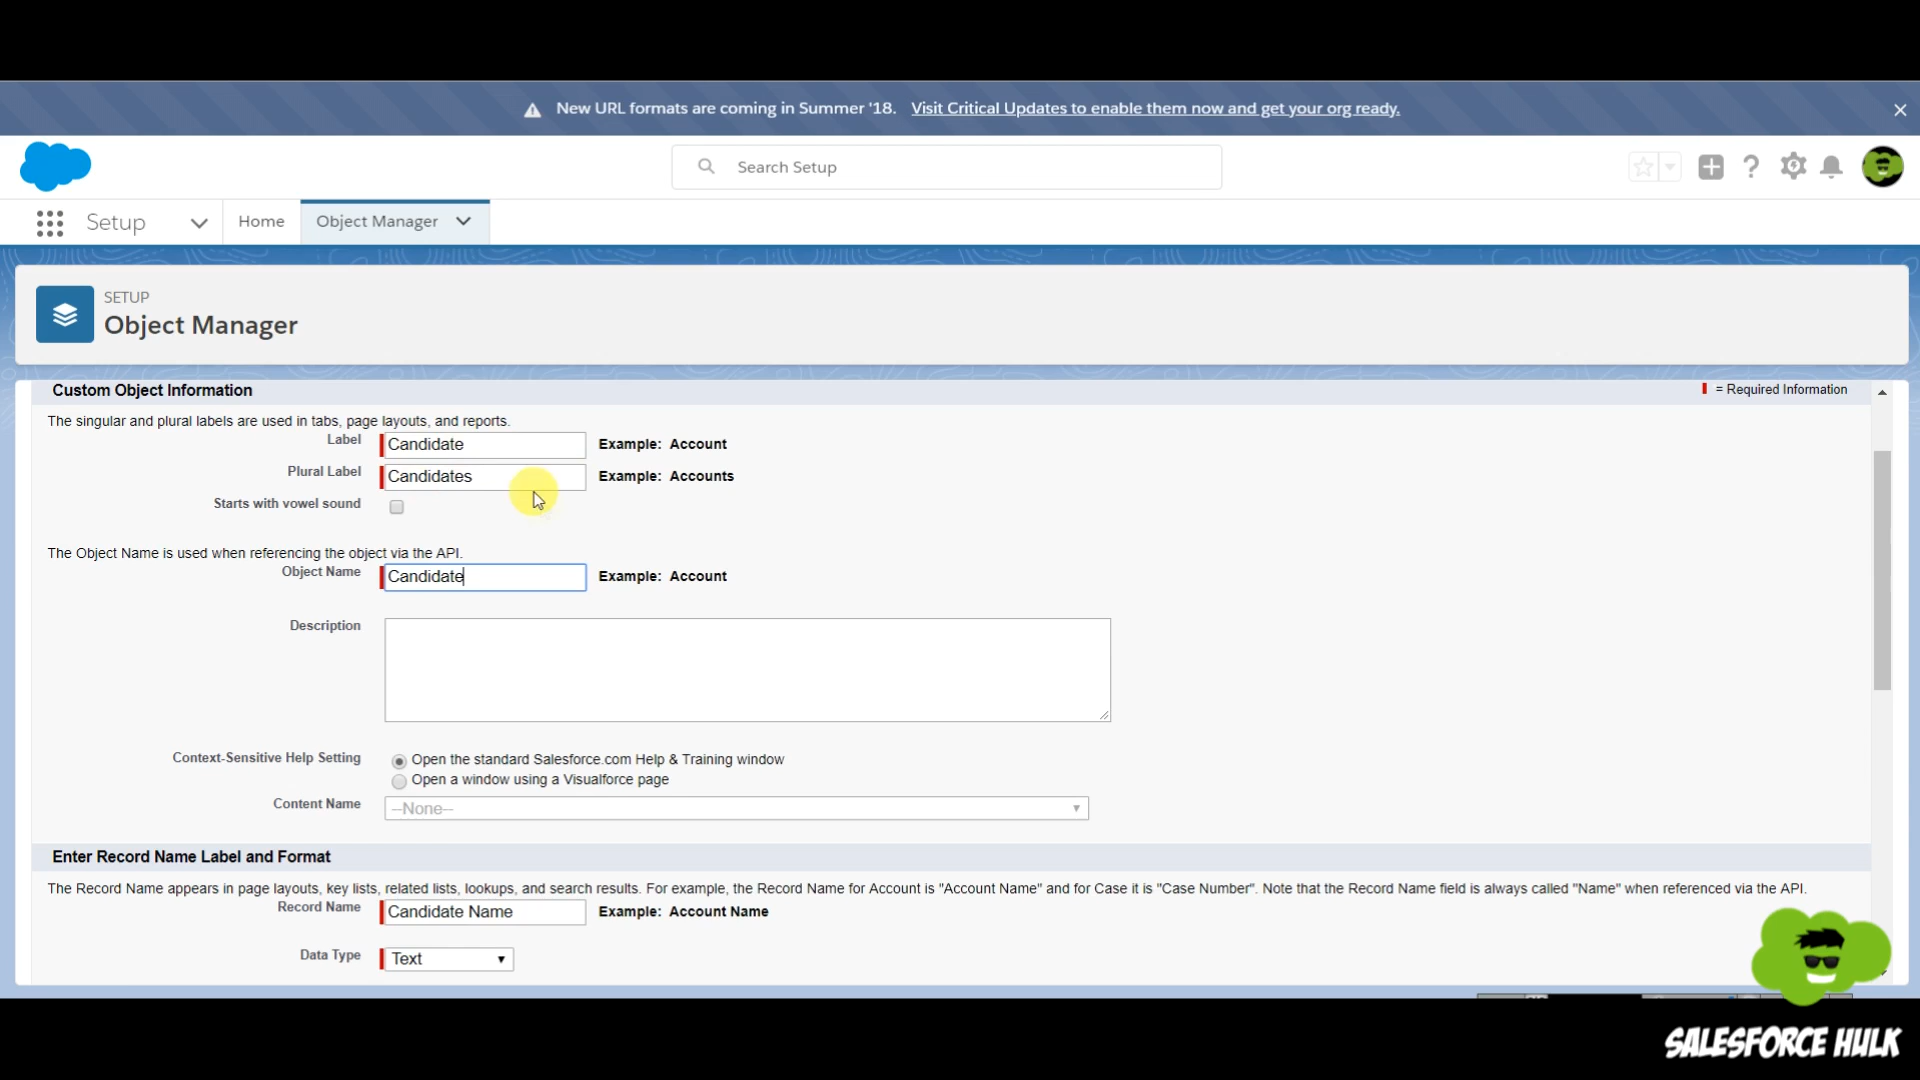 New URL formats are coming in Summer '18. Visit Critical Updates to enable them now and get your org ready.
Search Setup
Setup
Home
Object Manager
SETUP
Object Manager
Custom Object Information
= Required Information
The singular and plural labels are used in tabs, page layouts, and reports.
Label
Candidate
Example: Account
Plural Label
Candidates
Example: Accounts
Starts with vowel sound
The Object Name is used when referencing the object via the API.
Object Name
Candidate
Example: Account
Description
Context-Sensitive Help Setting
Open the standard Salesforce.com Help & Training window
Open a window using a Visualforce page
Content Name
--None--
Enter Record Name Label and Format
The Record Name appears in page layouts, key lists, related lists, lookups, and search results. For example, the Record Name for Account is "Account Name" and for Case it is "Case Number". Note that the Record Name field is always called "Name" when referenced via the API.
Record Name
Candidate Name
Example: Account Name
Data Type
Text
SALESFORCE HULK